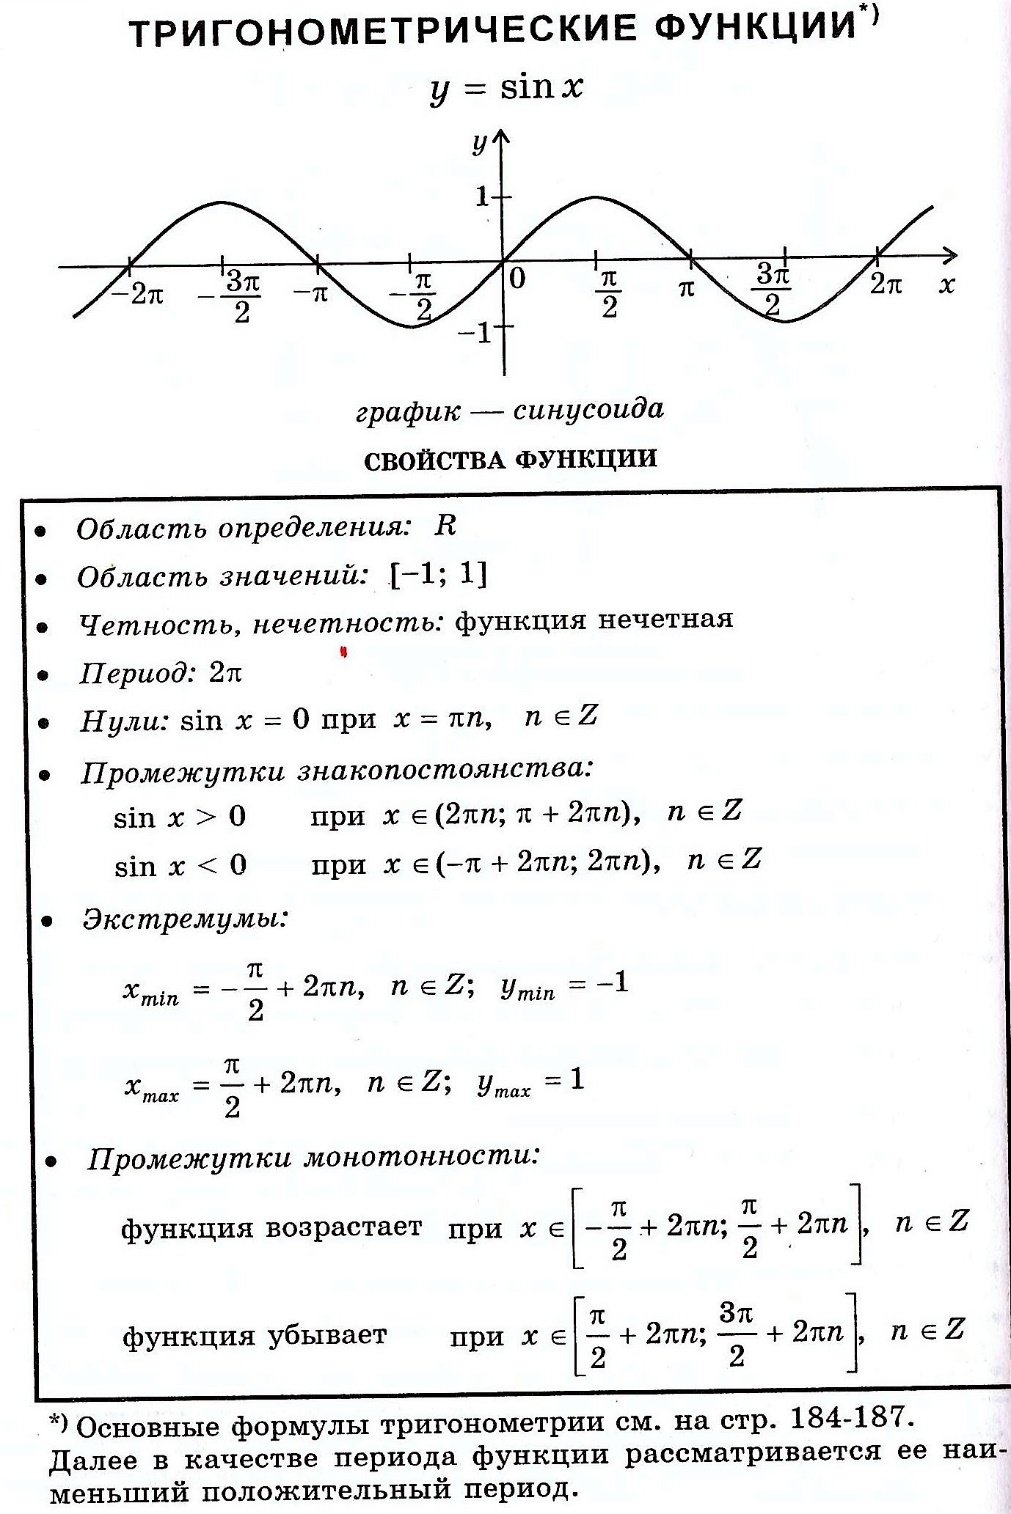 ТРИГОНОМЕТРИЧЕСКИЕ ФУНКЦИИ*)
y = sin x
y
1
−2π −3π/2 −π −π/2 0 π/2 π 3π/2 2π x
−1
график — синусоида
СВОЙСТВА ФУНКЦИИ
• Область определения: R
• Область значений: [−1; 1]
• Четность, нечетность: функция нечетная
• Период: 2π
• Нули: sin x = 0 при x = πn, n ∈ Z
• Промежутки знакопостоянства:
sin x > 0 при x ∈ (2πn; π + 2πn), n ∈ Z
sin x < 0 при x ∈ (−π + 2πn; 2πn), n ∈ Z
• Экстремумы:
x_min = −π/2 + 2πn, n ∈ Z; y_min = −1
x_max = π/2 + 2πn, n ∈ Z; y_max = 1
• Промежутки монотонности:
функция возрастает при x ∈ [−π/2 + 2πn; π/2 + 2πn], n ∈ Z
функция убывает при x ∈ [π/2 + 2πn; 3π/2 + 2πn], n ∈ Z
*) Основные формулы тригонометрии см. на стр. 184-187.
Далее в качестве периода функции рассматривается ее наи-
меньший положительный период.